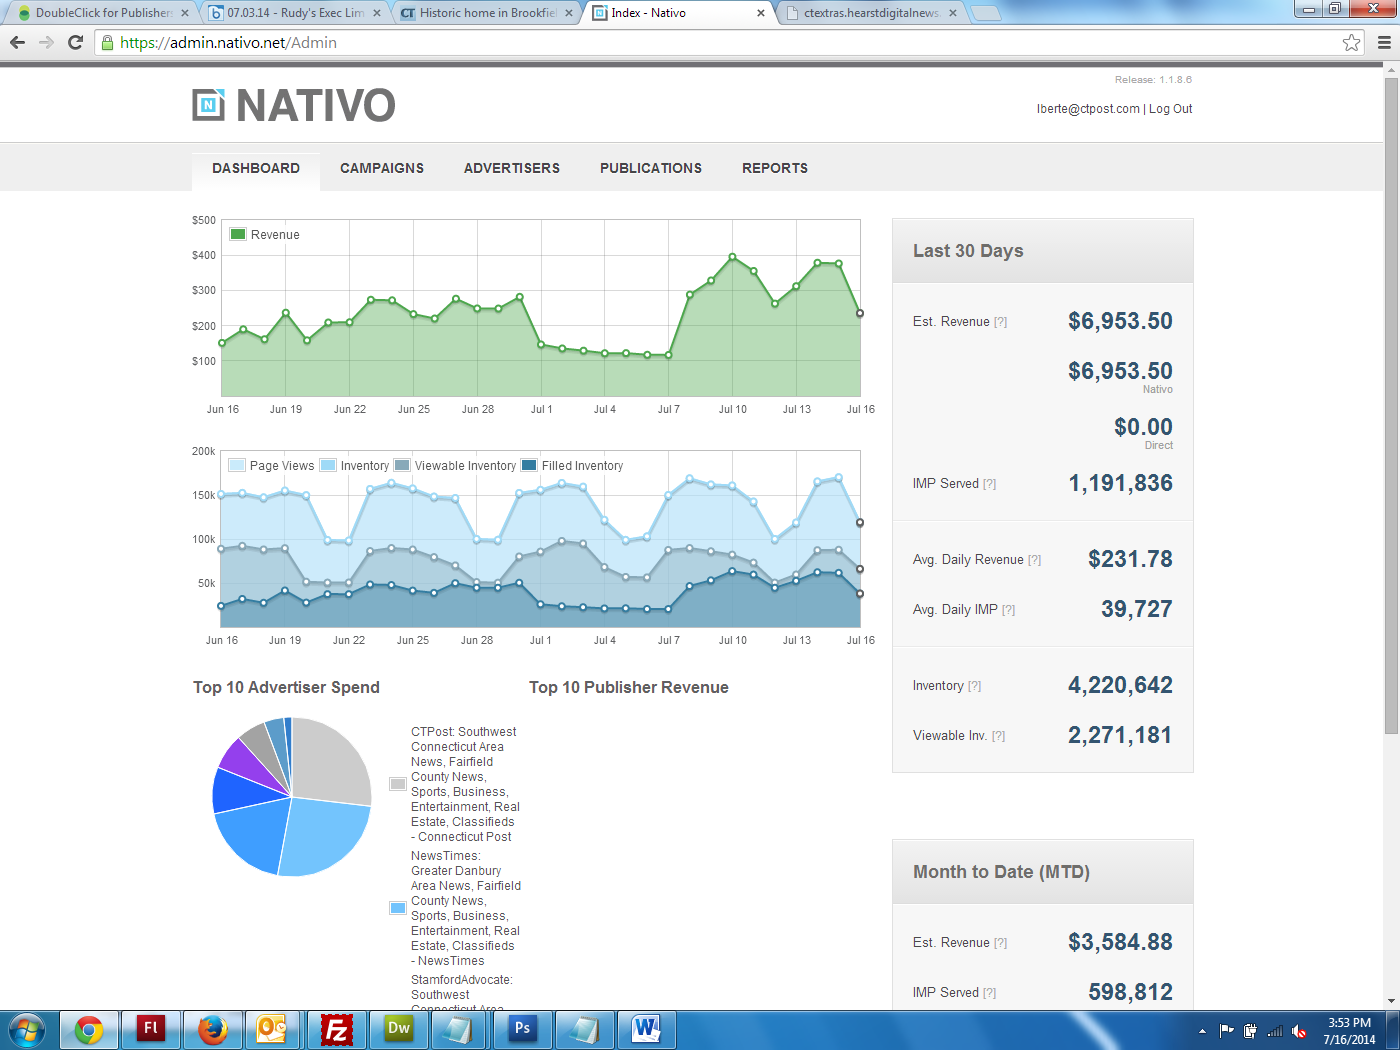 DoubleClick for Publishers
07.03.14 - Rudy's Exec Lim
Historic home in Brookfiel
Index - Nativo
ctextras.hearstdigitalnews.
https://admin.nativo.net/Admin
Release: 1.1.8.6
NATIVO
lberte@ctpost.com | Log Out
DASHBOARD
CAMPAIGNS
ADVERTISERS
PUBLICATIONS
REPORTS
$500
$400
$300
$200
$100
Revenue
Jun 16
Jun 19
Jun 22
Jun 25
Jun 28
Jul 1
Jul 4
Jul 7
Jul 10
Jul 13
Jul 16
200k
150k
100k
50k
Page Views
Inventory
Viewable Inventory
Filled Inventory
Jun 16
Jun 19
Jun 22
Jun 25
Jun 28
Jul 1
Jul 4
Jul 7
Jul 10
Jul 13
Jul 16
Top 10 Advertiser Spend
CTPost: Southwest
Connecticut Area
News, Fairfield
County News,
Sports, Business,
Entertainment, Real
Estate, Classifieds
- Connecticut Post
NewsTimes:
Greater Danbury
Area News, Fairfield
County News,
Sports, Business,
Entertainment, Real
Estate, Classifieds
- NewsTimes
StamfordAdvocate:
Southwest
Connecticut Area
Top 10 Publisher Revenue
Last 30 Days
Est. Revenue [?] $6,953.50
$6,953.50
Nativo
$0.00
Direct
IMP Served [?] 1,191,836
Avg. Daily Revenue [?] $231.78
Avg. Daily IMP [?] 39,727
Inventory [?] 4,220,642
Viewable Inv. [?] 2,271,181
Month to Date (MTD)
Est. Revenue [?] $3,584.88
IMP Served [?] 598,812
Fl
Fz
Dw
Ps
W
3:53 PM
7/16/2014